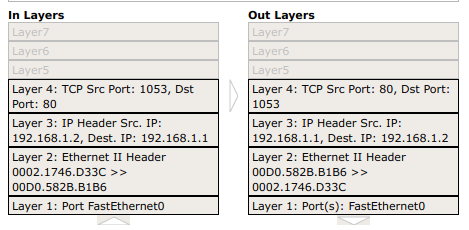 In Layers
Layer7
Layer6
Layer5
Layer 4: TCP Src Port: 1053, Dst
Port: 80
Layer 3: IP Header Src. IP:
192.168.1.2, Dest. IP: 192.168.1.1
Layer 2: Ethernet II Header
0002.1746.D33C >>
00D0.582B.B1B6
Layer 1: Port FastEthernet0
Out Layers
Layer7
Layer6
Layer5
Layer 4: TCP Src Port: 80, Dst Port:
1053
Layer 3: IP Header Src. IP:
192.168.1.1, Dest. IP: 192.168.1.2
Layer 2: Ethernet II Header
00D0.582B.B1B6 >>
0002.1746.D33C
Layer 1: Port(s): FastEthernet0